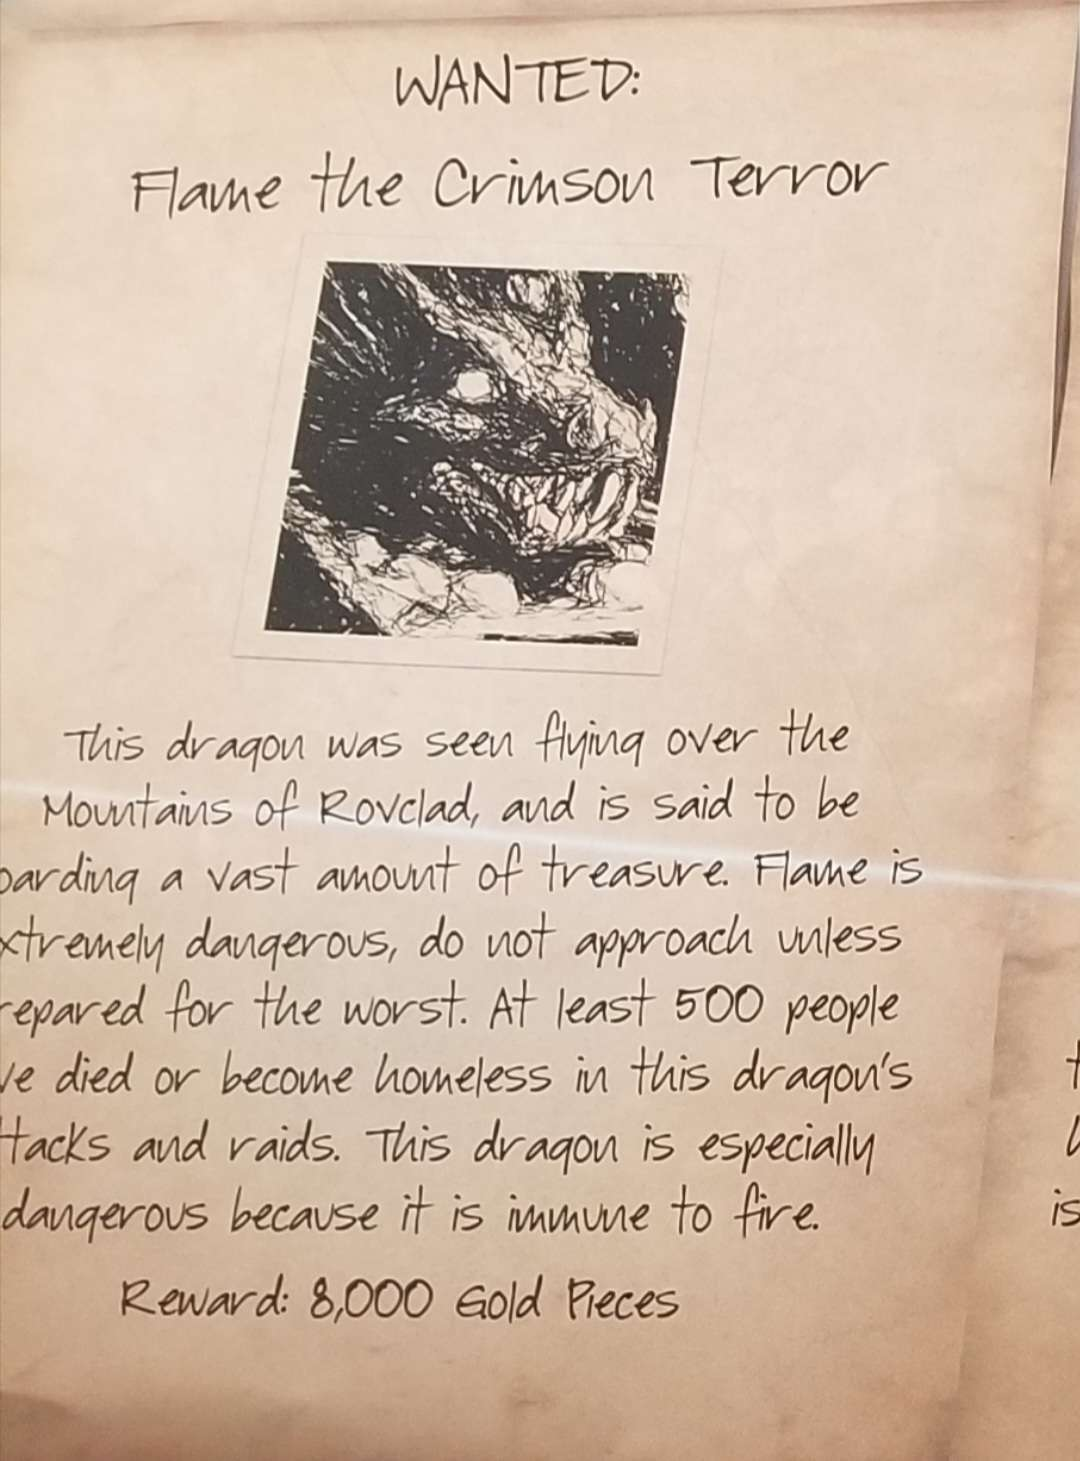 WANTED:
Flame the Crimson Terror
This dragon was seen flying over the
Mountains of Rovclad, and is said to be
oarding a vast amount of treasure. Flame is
xtremely dangerous, do not approach unless
repared for the worst. At least 500 people
ve died or become homeless in this dragon's
ttacks and raids. This dragon is especially
dangerous because it is immune to fire.
Reward: 8,000 Gold Pieces
is